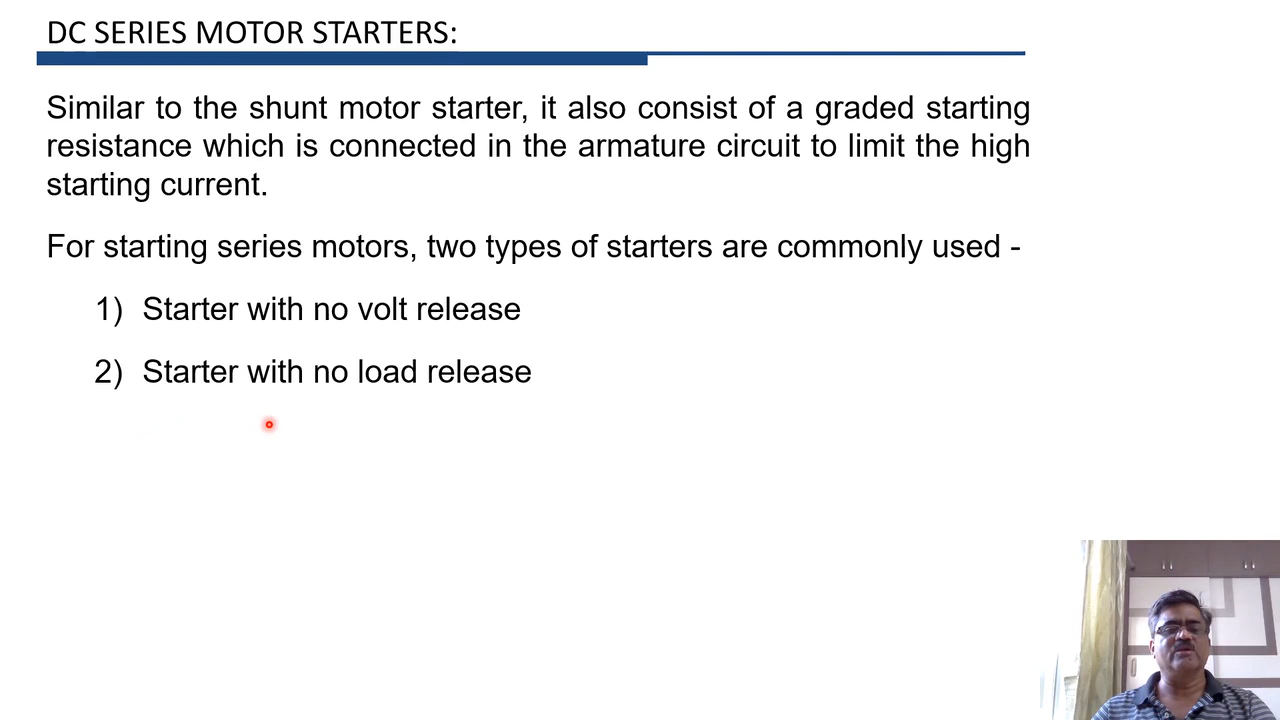 DC SERIES MOTOR STARTERS:
Similar to the shunt motor starter, it also consist of a graded starting
resistance which is connected in the armature circuit to limit the high
starting current.
For starting series motors, two types of starters are commonly used -
1) Starter with no volt release
2) Starter with no load release